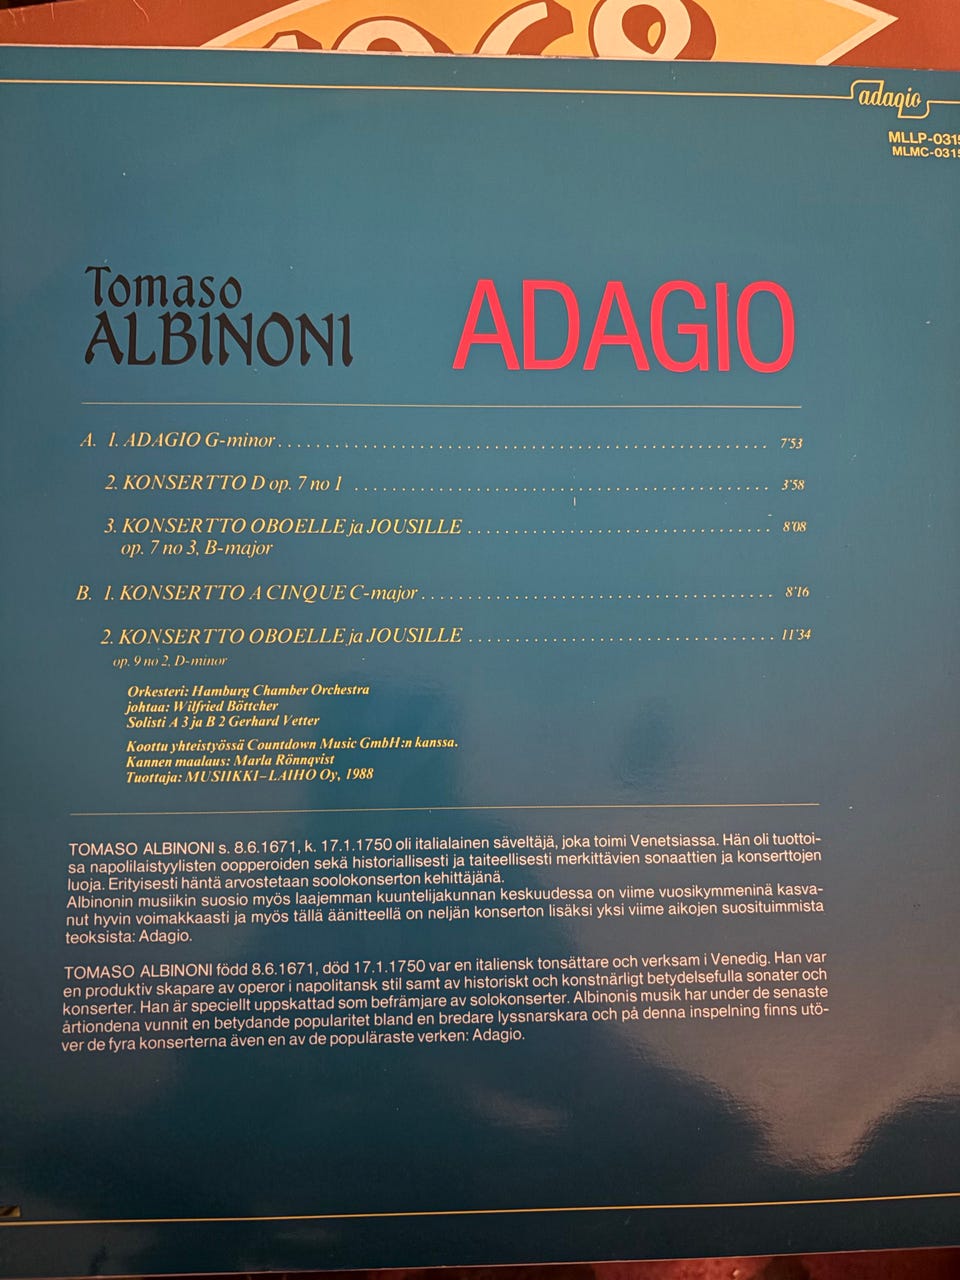 1968
adagio
MLLP-0315
MLMC-0315
Tomaso
ALBINONI
ADAGIO
A. 1. ADAGIO G-minor 7'53
2. KONSERTTO D op. 7 no 1 3'58
3. KONSERTTO OBOELLE ja JOUSILLE 8'08
op. 7 no 3, B-major
B. 1. KONSERTTO A CINQUE C-major 8'16
2. KONSERTTO OBOELLE ja JOUSILLE 11'34
op. 9 no 2, D-minor
Orkesteri: Hamburg Chamber Orchestra
johtaa: Wilfried Böttcher
Solisti A 3 ja B 2 Gerhard Vetter
Koottu yhteistyössä Countdown Music GmbH:n kanssa.
Kannen maalaus: Marla Rönnqvist
Tuottaja: MUSIIKKI-LAIHO Oy, 1988
TOMASO ALBINONI s. 8.6.1671, k. 17.1.1750 oli italialainen säveltäjä, joka toimi Venetsiassa. Hän oli tuottoi-
sa napolilaistyylisten oopperoiden sekä historiallisesti ja taiteellisesti merkittävien sonaattien ja konserttojen
luoja. Erityisesti häntä arvostetaan soolokonserton kehittäjänä.
Albinonin musiikin suosio myös laajemman kuuntelijakunnan keskuudessa on viime vuosikymmeninä kasva-
nut hyvin voimakkaasti ja myös tällä äänitteellä on neljän konserton lisäksi yksi viime aikojen suosituimmista
teoksista: Adagio.
TOMASO ALBINONI född 8.6.1671, död 17.1.1750 var en italiensk tonsättare och verksam i Venedig. Han var
en produktiv skapare av operor i napolitansk stil samt av historiskt och konstnärligt betydelsefulla sonater och
konserter. Han är speciellt uppskattad som befrämjare av solokonserter. Albinonis musik har under de senaste
årtiondena vunnit en betydande popularitet bland en bredare lyssnarskara och på denna inspelning finns utö-
ver de fyra konserterna även en av de populäraste verken: Adagio.